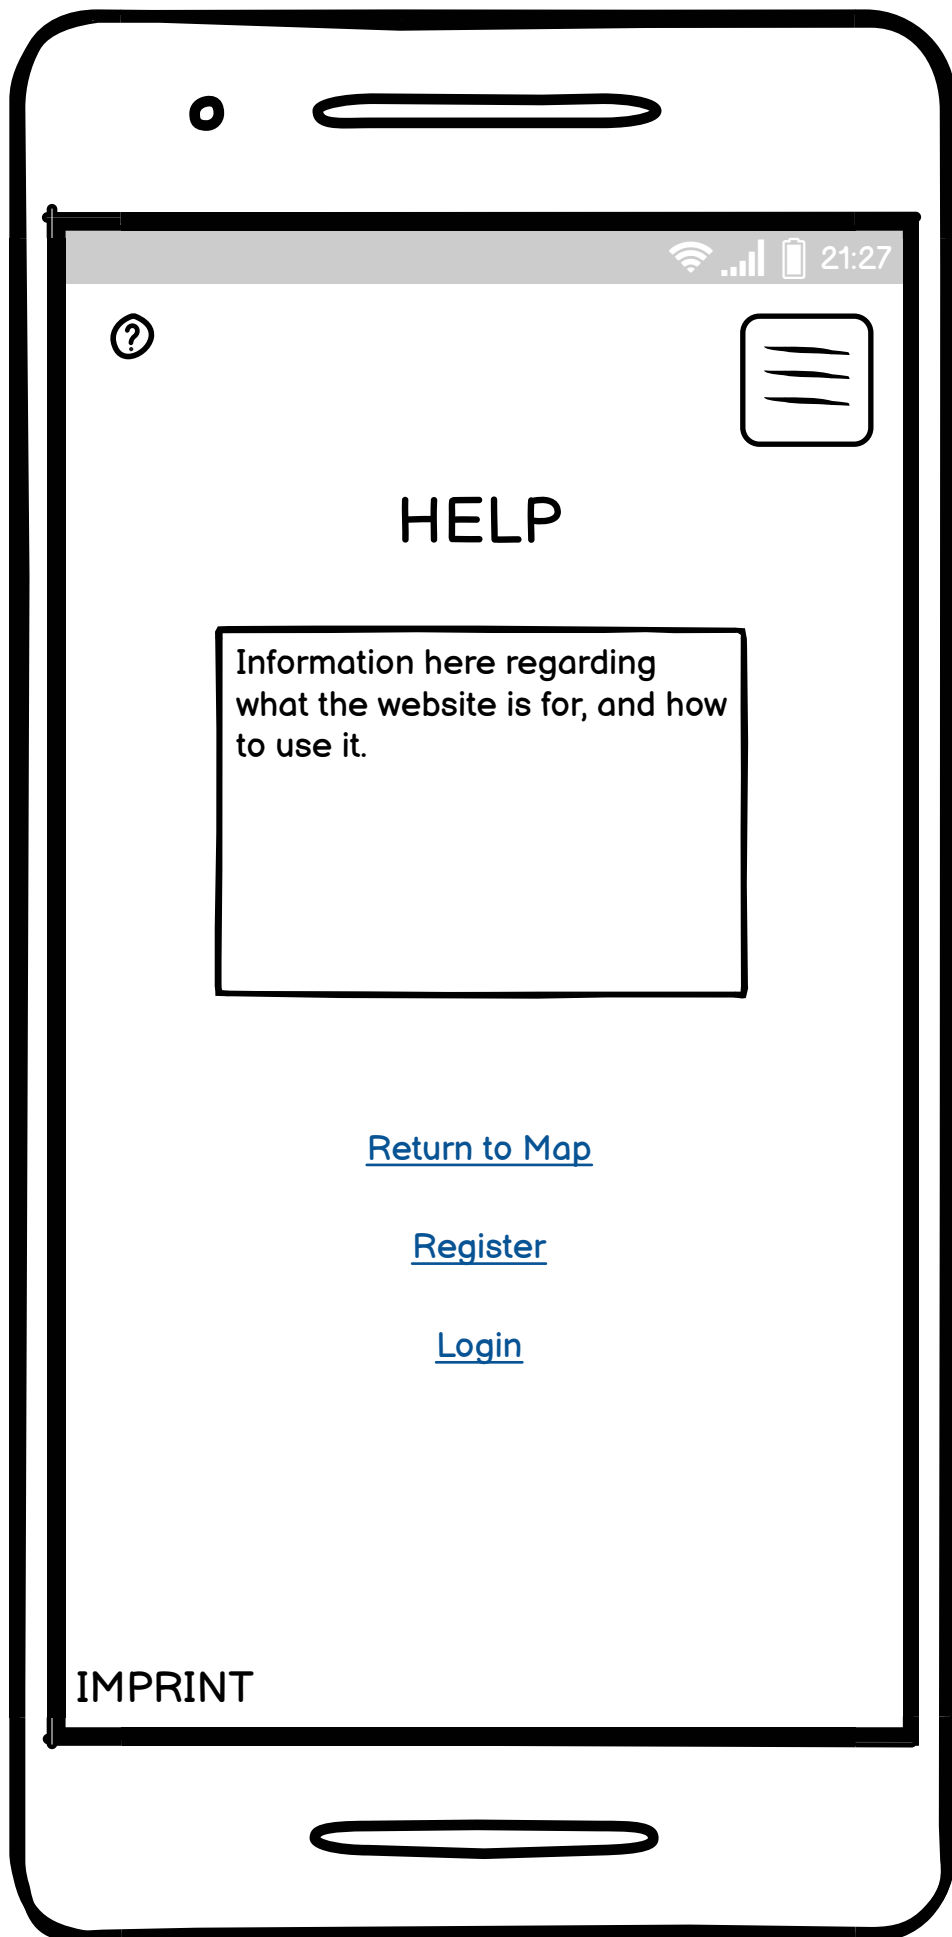 21:27
?
HELP
Information here regarding
what the website is for, and how
to use it.
Return to Map
Register
Login
IMPRINT